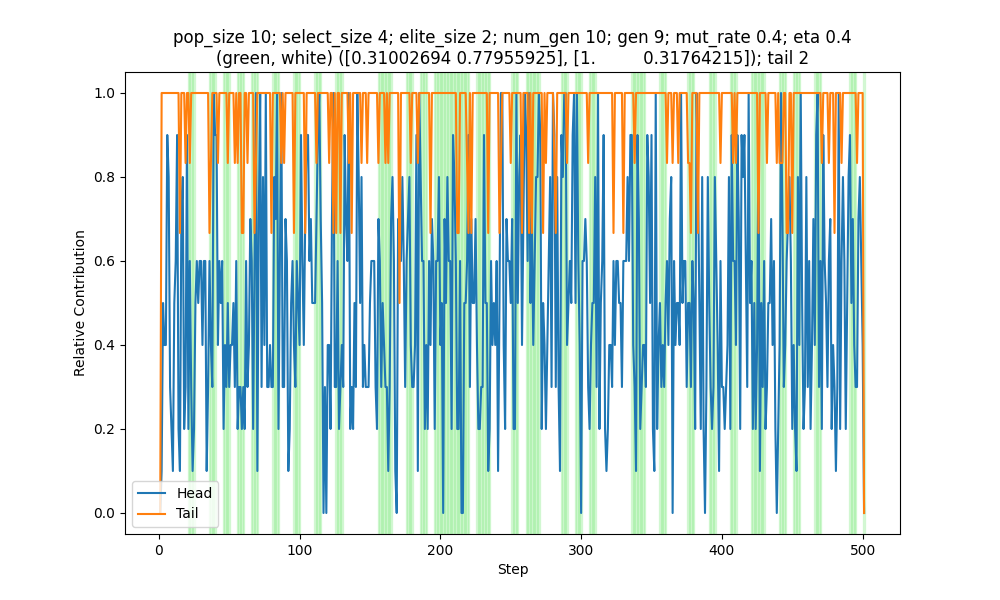 pop_size 10; select_size 4; elite_size 2; num_gen 10; gen 9; mut_rate 0.4; eta 0.4
(green, white) ([0.31002694 0.77955925], [1.         0.31764215]); tail 2
1.0
0.8
0.6
0.4
0.2
0.0
Relative Contribution
Head
Tail
0
100
200
300
400
500
Step